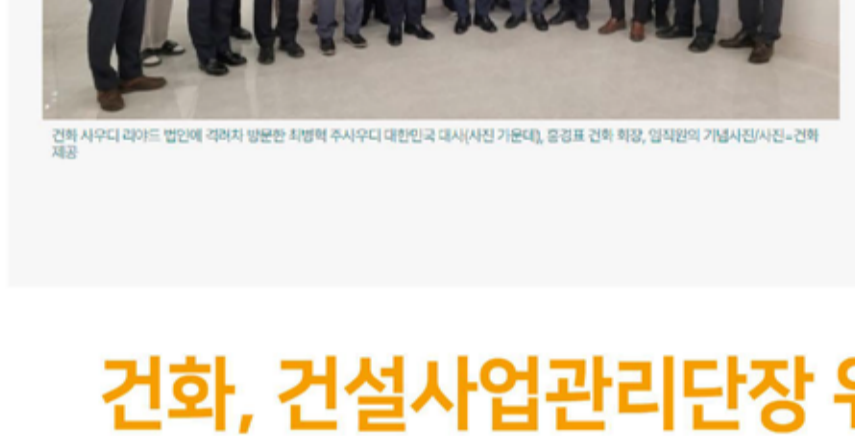 건화 사우디 리야드 법인에 격려차 방문한 최병혁 주사우디 대한민국 대사(사진 가운데), 홍경표 건화 회장, 임직원의 기념사진/사진=건화
제공
건화, 건설사업관리단장